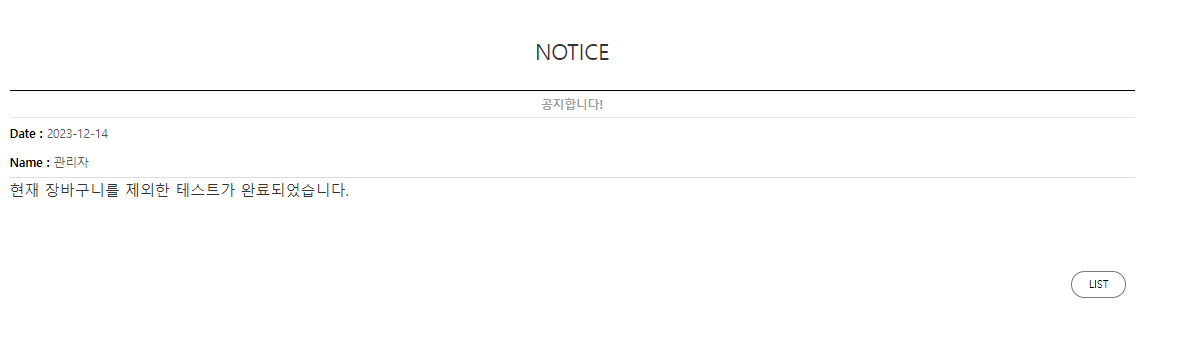 NOTICE
공지합니다!
Date : 2023-12-14
Name : 관리자
현재 장바구니를 제외한 테스트가 완료되었습니다.
LIST